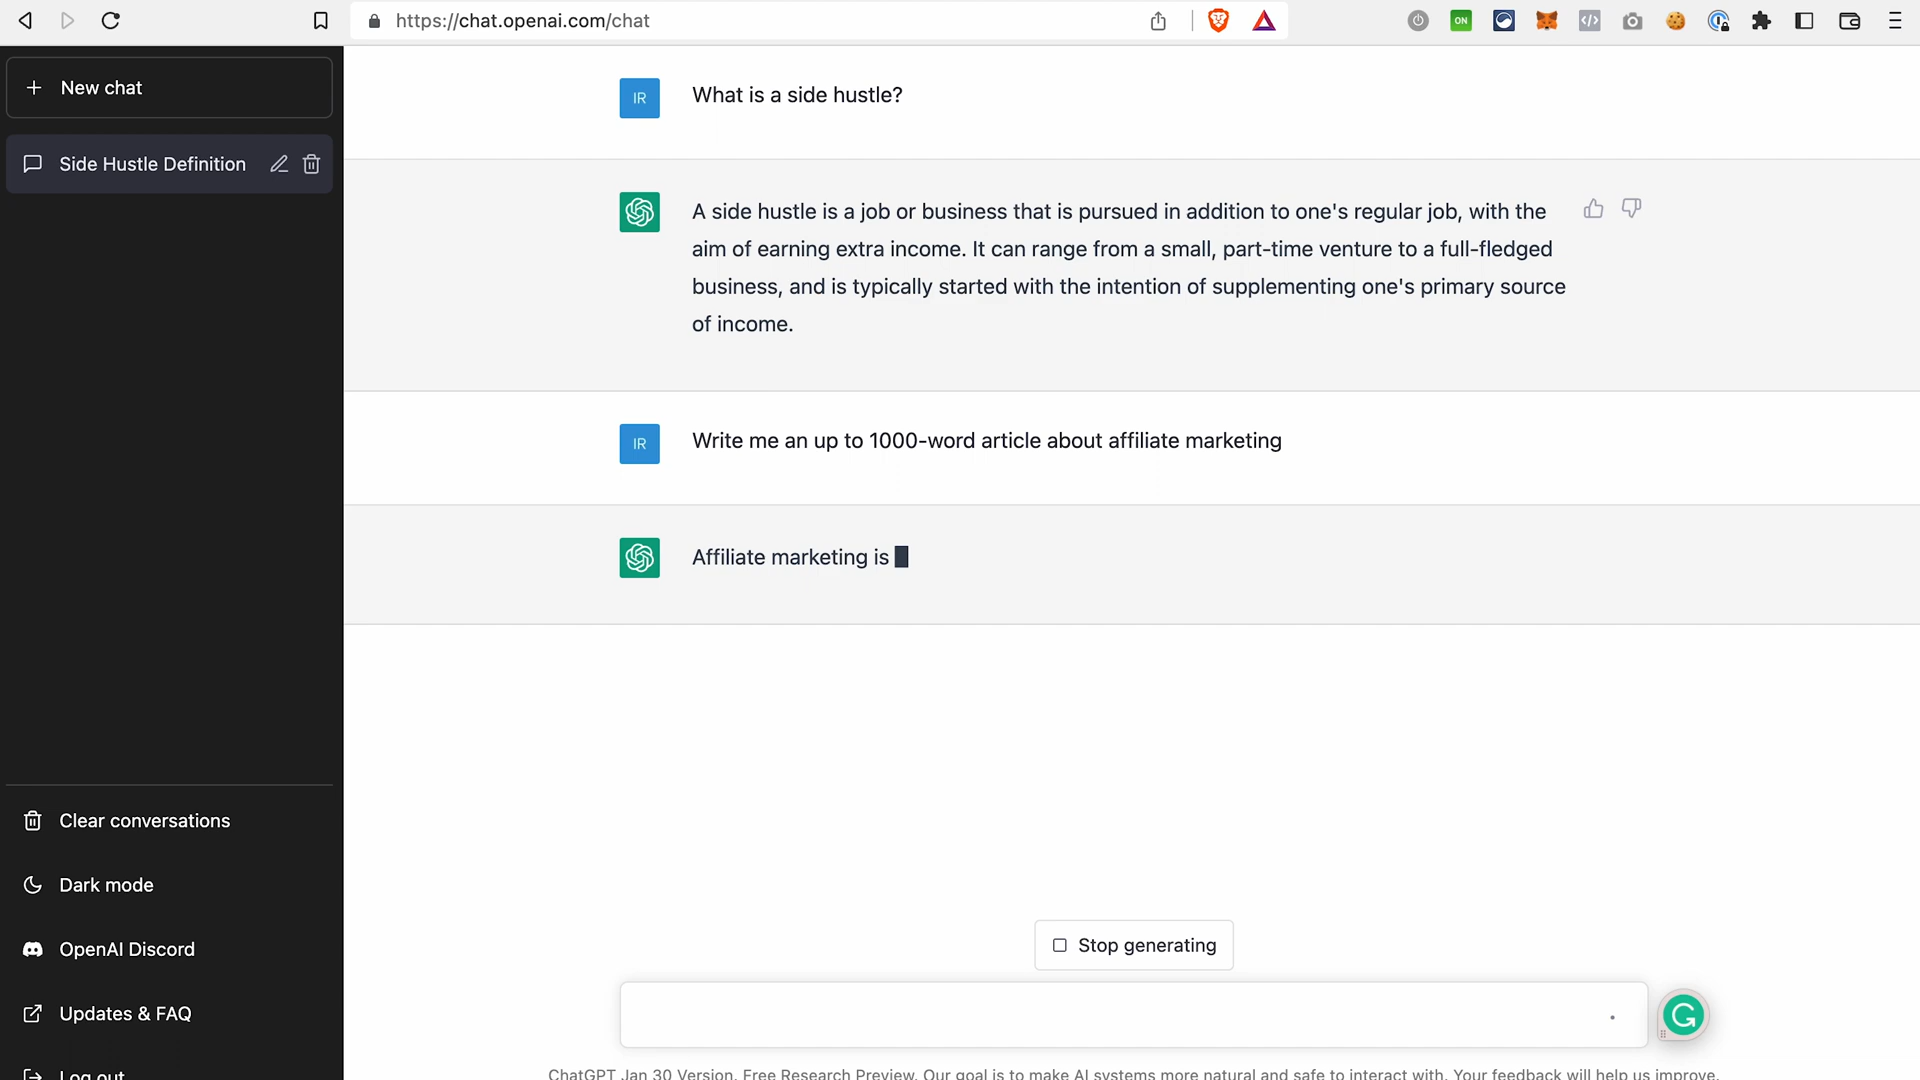 https://chat.openai.com/chat
ON
New chat
Side Hustle Definition
IR
What is a side hustle?
A side hustle is a job or business that is pursued in addition to one's regular job, with the
aim of earning extra income. It can range from a small, part-time venture to a full-fledged
business, and is typically started with the intention of supplementing one's primary source
of income.
IR
Write me an up to 1000-word article about affiliate marketing
Affiliate marketing is
Clear conversations
Dark mode
OpenAI Discord
Updates & FAQ
Log out
Stop generating
ChatGPT Jan 30 Version. Free Research Preview. Our goal is to make AI systems more natural and safe to interact with. Your feedback will help us improve.